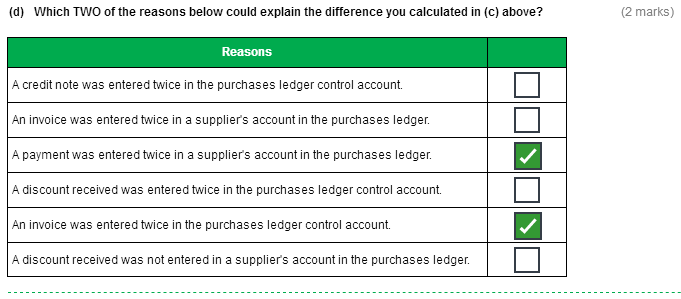 (d) Which TWO of the reasons below could explain the difference you calculated in (c) above? (2 marks)
Reasons
A credit note was entered twice in the purchases ledger control account.
An invoice was entered twice in a supplier's account in the purchases ledger.
A payment was entered twice in a supplier's account in the purchases ledger.
A discount received was entered twice in the purchases ledger control account.
An invoice was entered twice in the purchases ledger control account.
A discount received was not entered in a supplier's account in the purchases ledger.